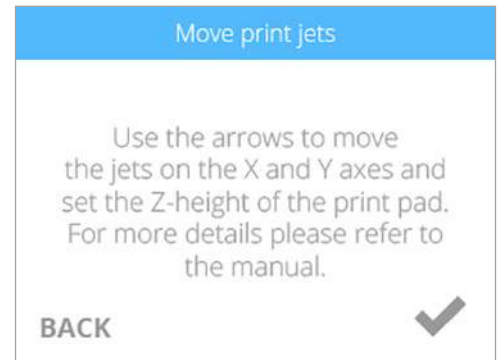 Move print jets
Use the arrows to move
the jets on the X and Y axes and
set the Z-height of the print pad.
For more details please refer to
the manual.
BACK